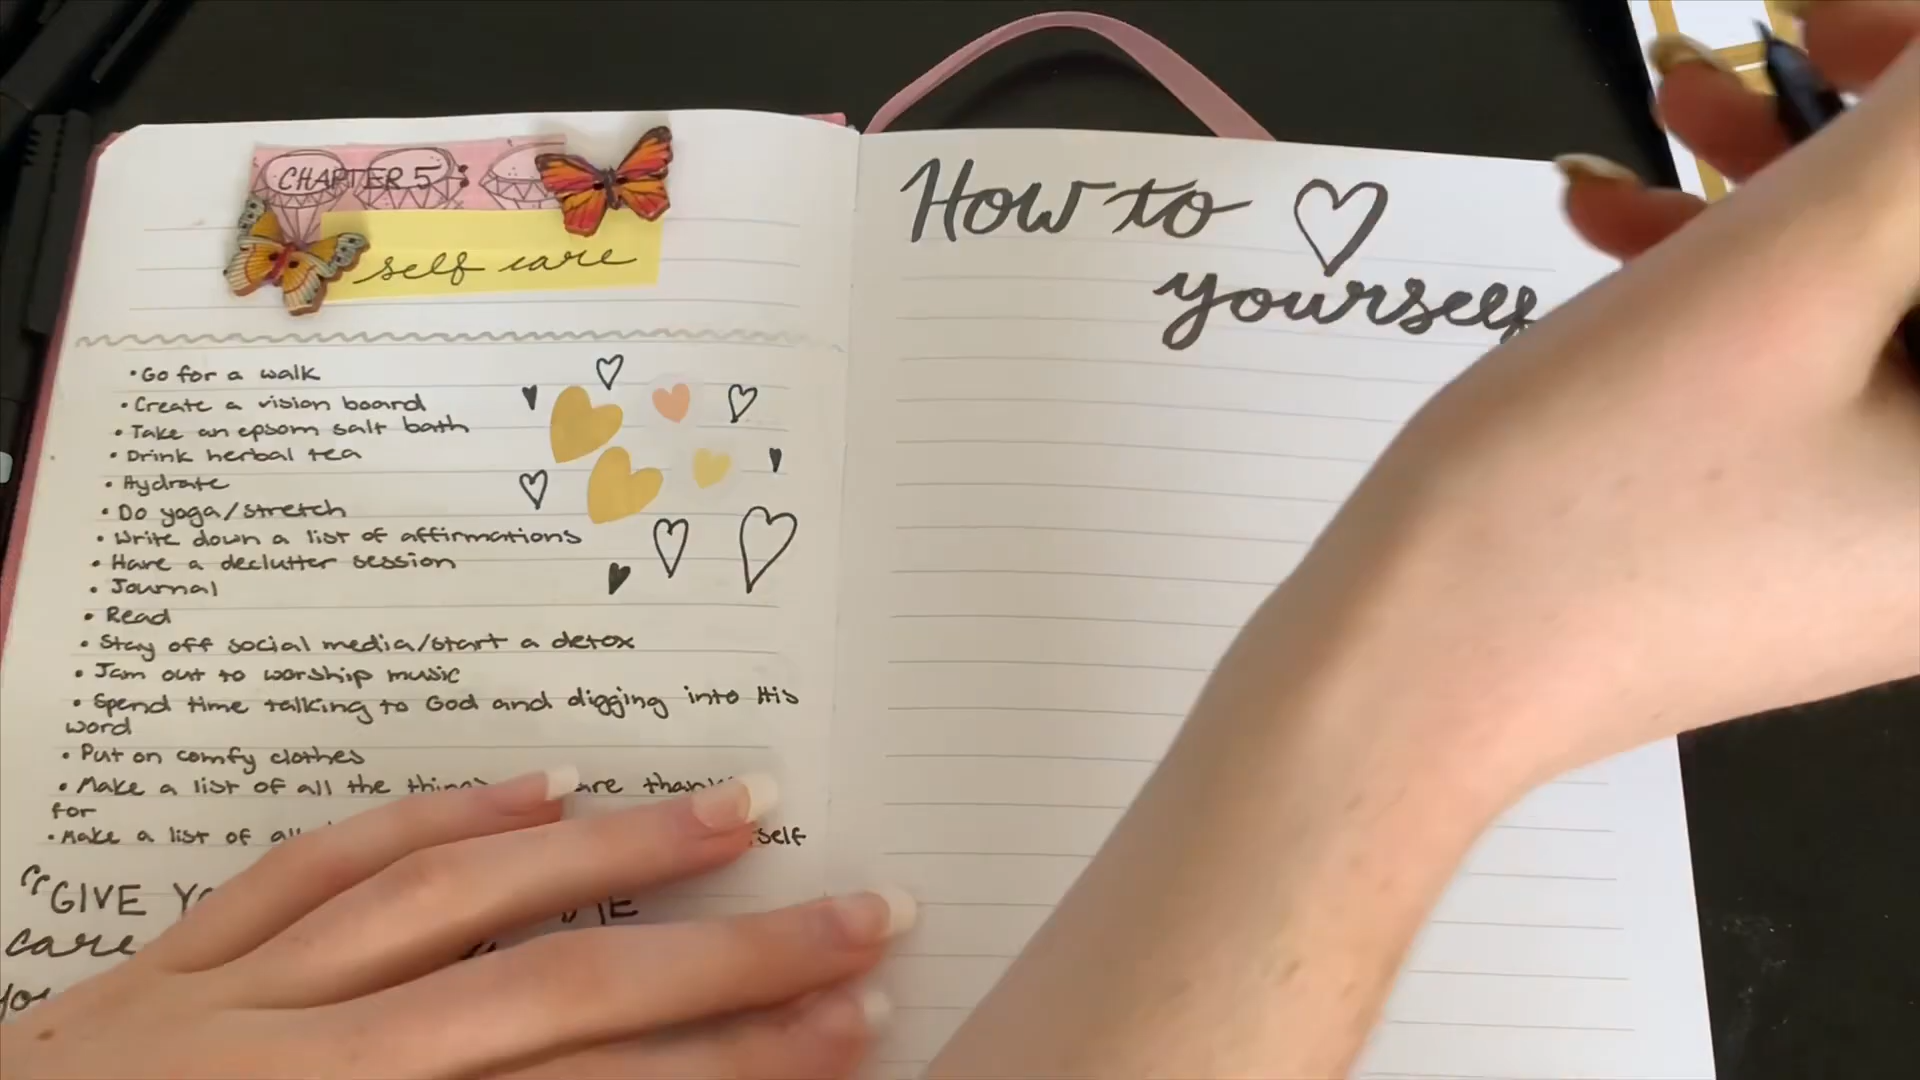 CHAPTER 5:
self care
• Go for a walk
• Create a vision board
• Take an epsom salt bath
• Drink herbal tea
• Hydrate
• Do yoga/stretch
• Write down a list of affirmations
• Have a declutter session
• Journal
• Read
• Stay off social media/start a detox
• Jam out to worship music
• Spend time talking to God and digging into His
word
• Put on comfy clothes
• Make a list of all the things are
for
• Make a list of
"GIVE
care
How to ♡
yourself